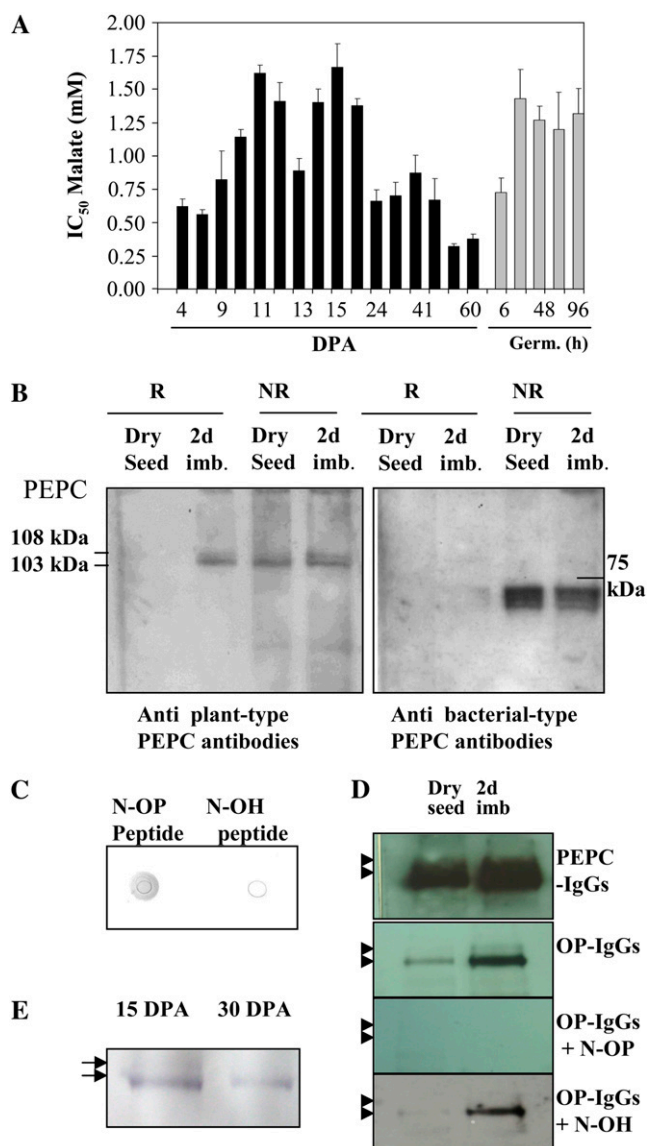 A
IC50 Malate (mM)
2.00
1.75
1.50
1.25
1.00
0.75
0.50
0.25
0.00
4 9 11 13 15 24 41 60 6 48 96
DPA Germ. (h)
B
R NR R NR
Dry Seed 2d imb. Dry Seed 2d imb. Dry Seed 2d imb. Dry Seed 2d imb.
PEPC
108 kDa
103 kDa
75 kDa
Anti plant-type Anti bacterial-type
PEPC antibodies PEPC antibodies
C
N-OP N-OH
Peptide peptide
D
Dry 2d
seed imb
PEPC
-IgGs
OP-IgGs
OP-IgGs
+ N-OP
OP-IgGs
+ N-OH
E
15 DPA 30 DPA